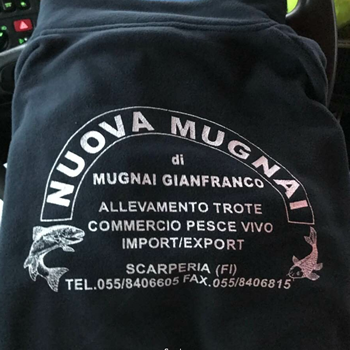 NUOVA MUGNAI
di
MUGNAI GIANFRANCO
ALLEVAMENTO TROTE
COMMERCIO PESCE VIVO
IMPORT/EXPORT
SCARPERIA (FI)
TEL.055/8406605 FAX.055/8406815